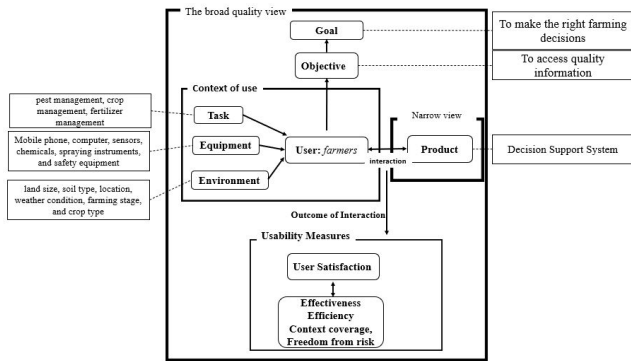 The broad quality view
Goal
To make the right farming
decisions
Objective
To access quality
information
Context of use
pest management, crop
management, fertilizer
management
Task
Mobile phone, computer, sensors,
chemicals, spraying instruments,
and safety equipment
Equipment
User: farmers
interaction
Narrow view
Product
Decision Support System
land size, soil type, location,
weather condition, farming stage,
and crop type
Environment
Outcome of Interaction
Usability Measures
User Satisfaction
Effectiveness
Efficiency
Context coverage,
Freedom from risk